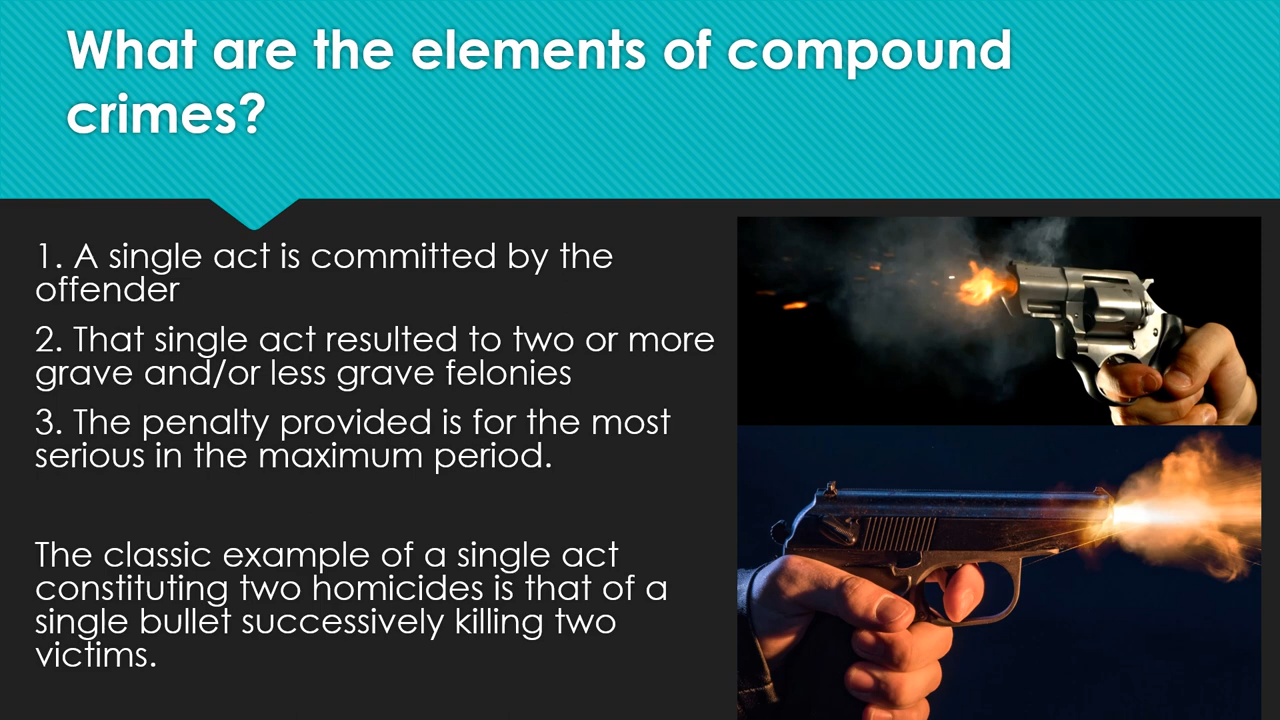 What are the elements of compound
crimes?
1. A single act is committed by the
offender
2. That single act resulted to two or more
grave and/or less grave felonies
3. The penalty provided is for the most
serious in the maximum period.
The classic example of a single act
constituting two homicides is that of a
single bullet successively killing two
victims.